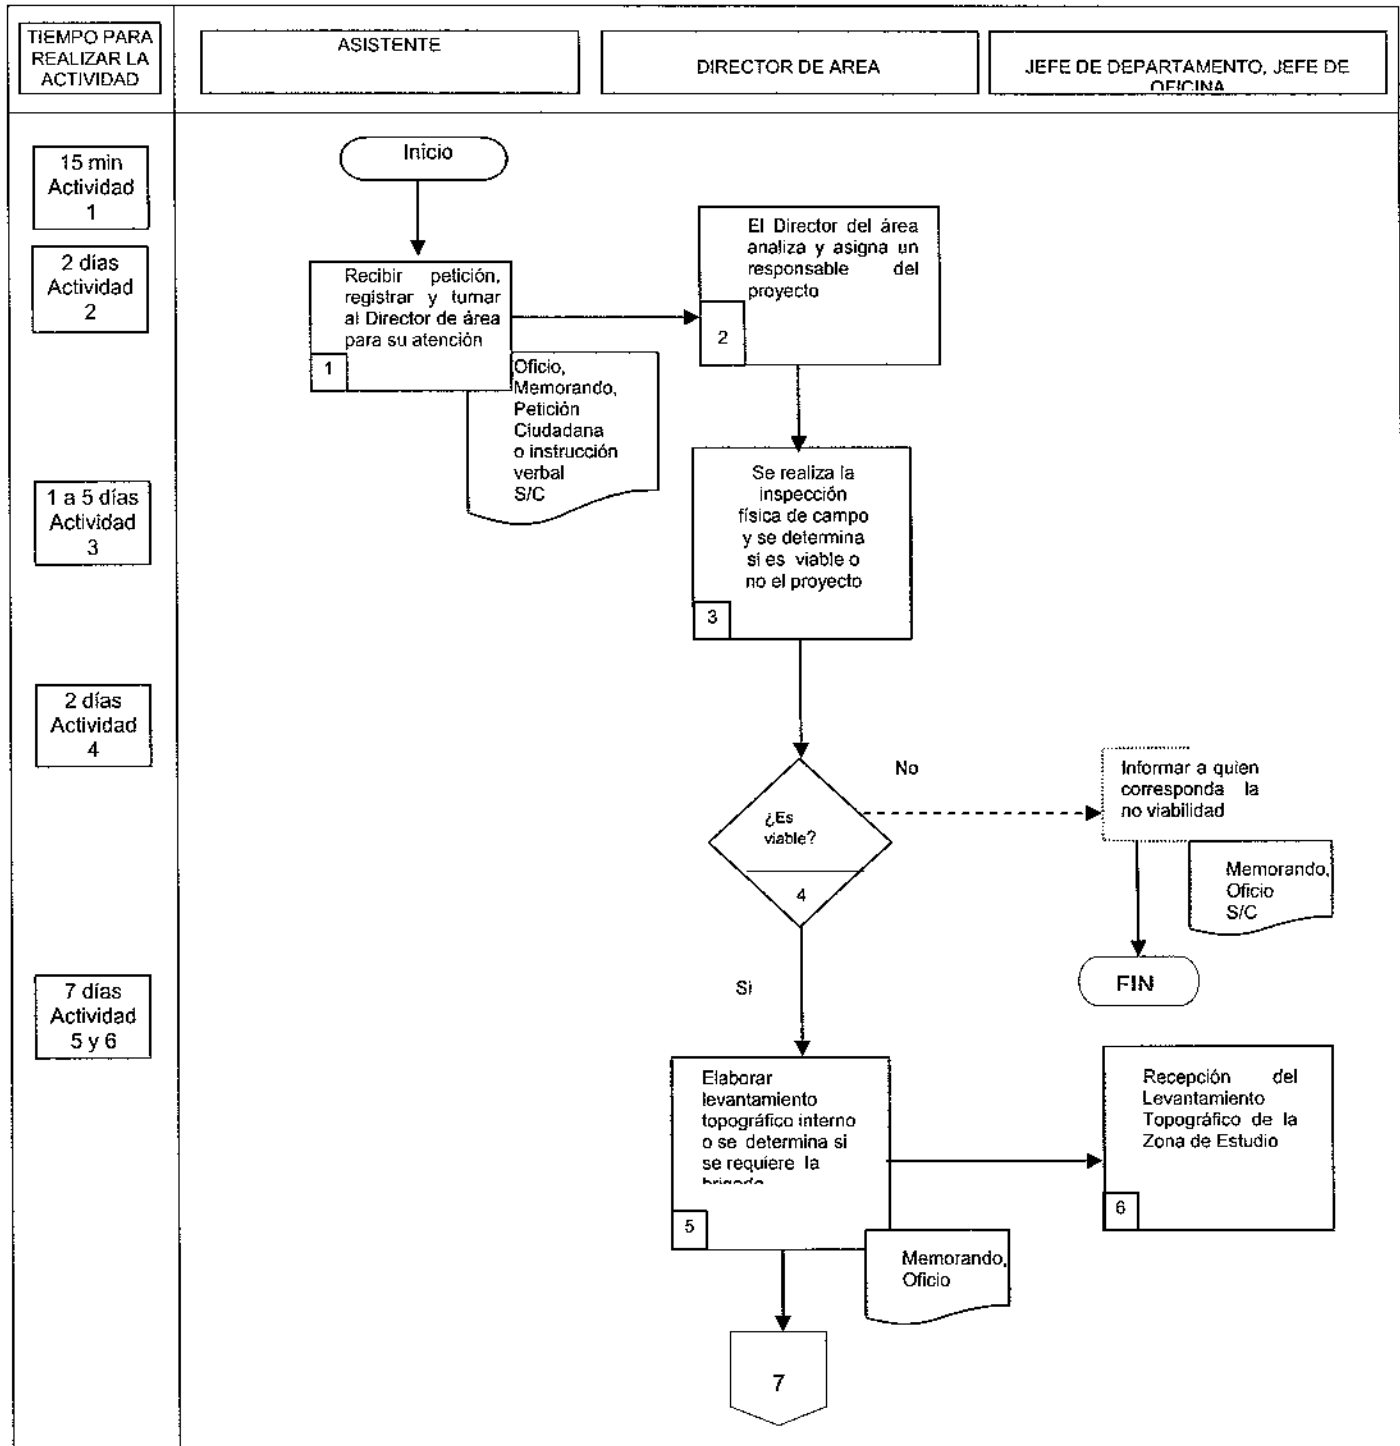 TIEMPO PARA
REALIZAR LA
ACTIVIDAD
ASISTENTE
DIRECTOR DE AREA
JEFE DE DEPARTAMENTO, JEFE DE
OFICINA
15 min
Actividad
1
2 días
Actividad
2
1 a 5 días
Actividad
3
2 días
Actividad
4
7 días
Actividad
5 y 6
Inicio
Recibir petición,
registrar y turnar
al Director de área
para su atención
1
Oficio,
Memorando,
Petición
Ciudadana
o instrucción
verbal
S/C
El Director del área
analiza y asigna un
responsable del
proyecto
2
Se realiza la
inspección
física de campo
y se determina
si es viable o
no el proyecto
3
¿Es
viable?
4
No
Informar a quien
corresponda la
no viabilidad
Memorando,
Oficio
S/C
FIN
Si
Elaborar
levantamiento
topográfico interno
o se determina si
se requiere la
brigada
5
Memorando,
Oficio
Recepción del
Levantamiento
Topográfico de la
Zona de Estudio
6
7